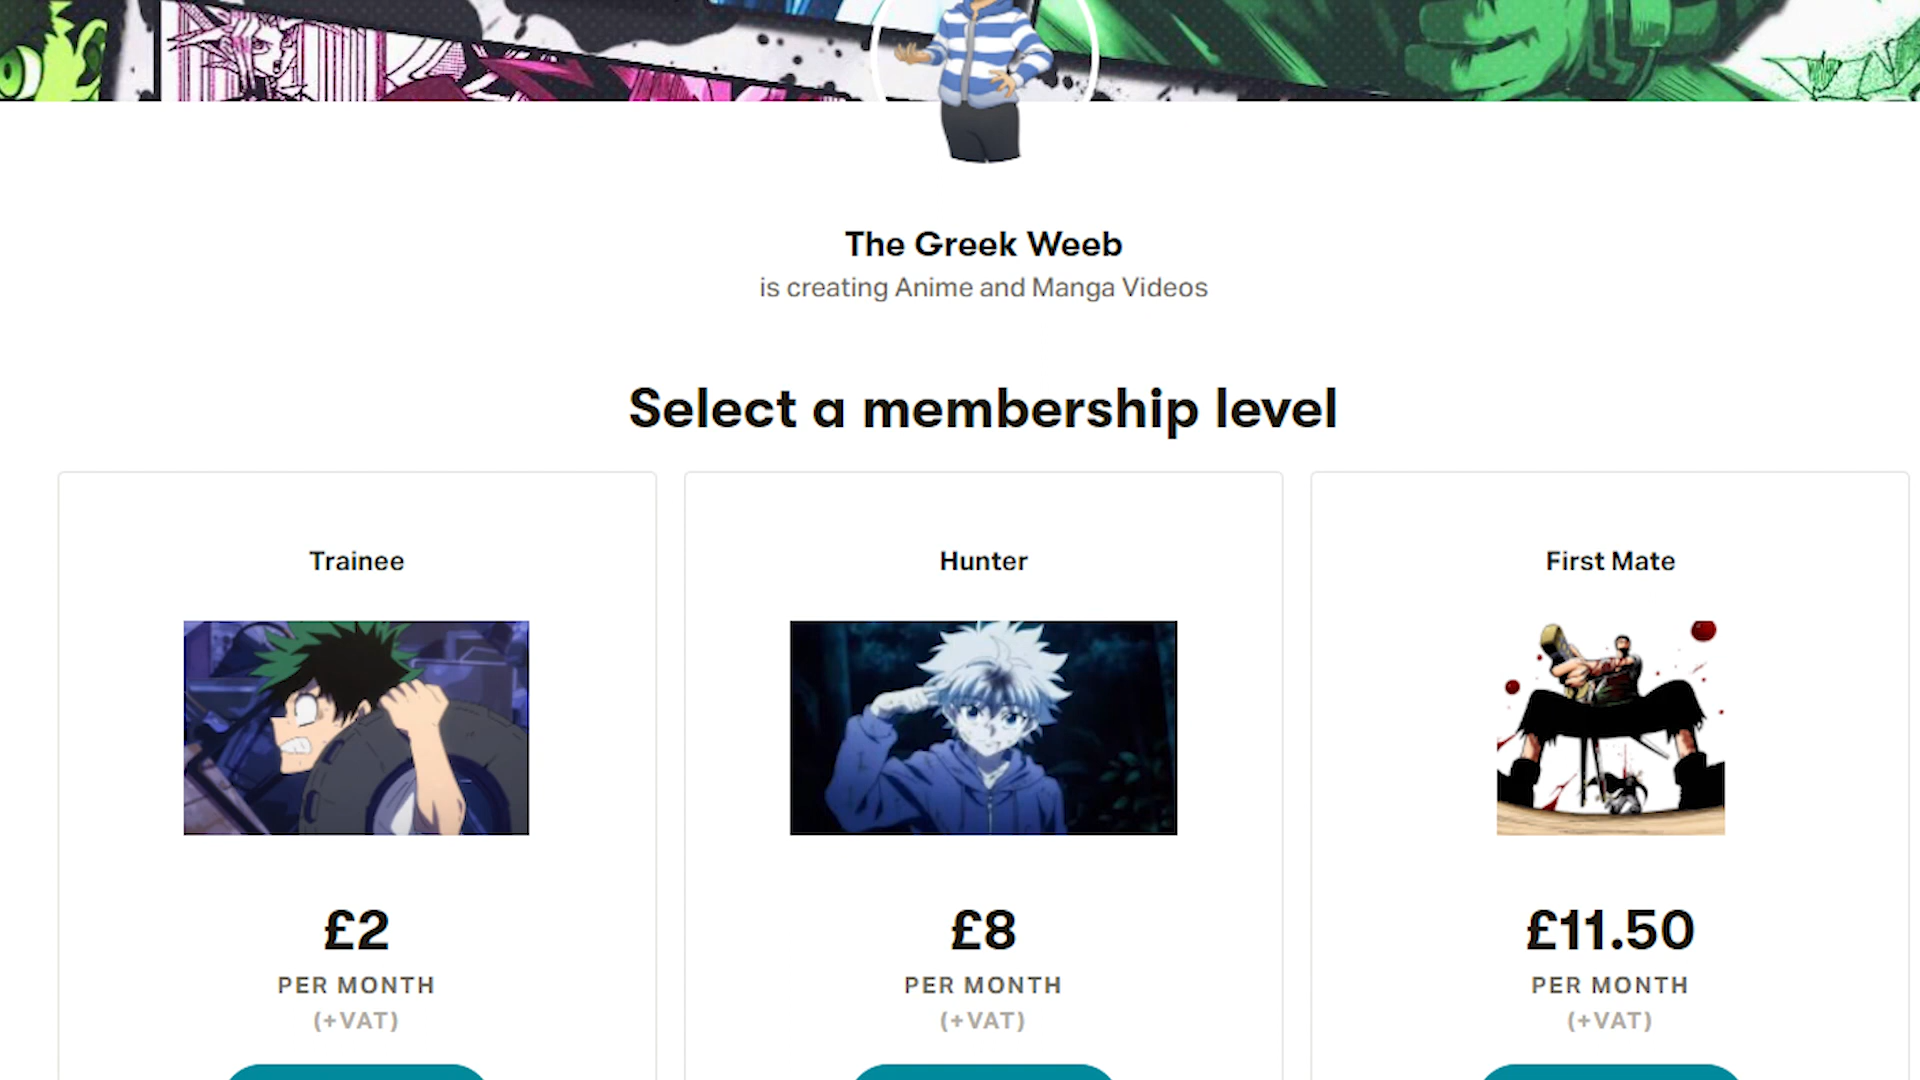 The Greek Weeb
is creating Anime and Manga Videos
Select a membership level
Trainee
Hunter
First Mate
£2
PER MONTH
(+VAT)
£8
PER MONTH
(+VAT)
£11.50
PER MONTH
(+VAT)